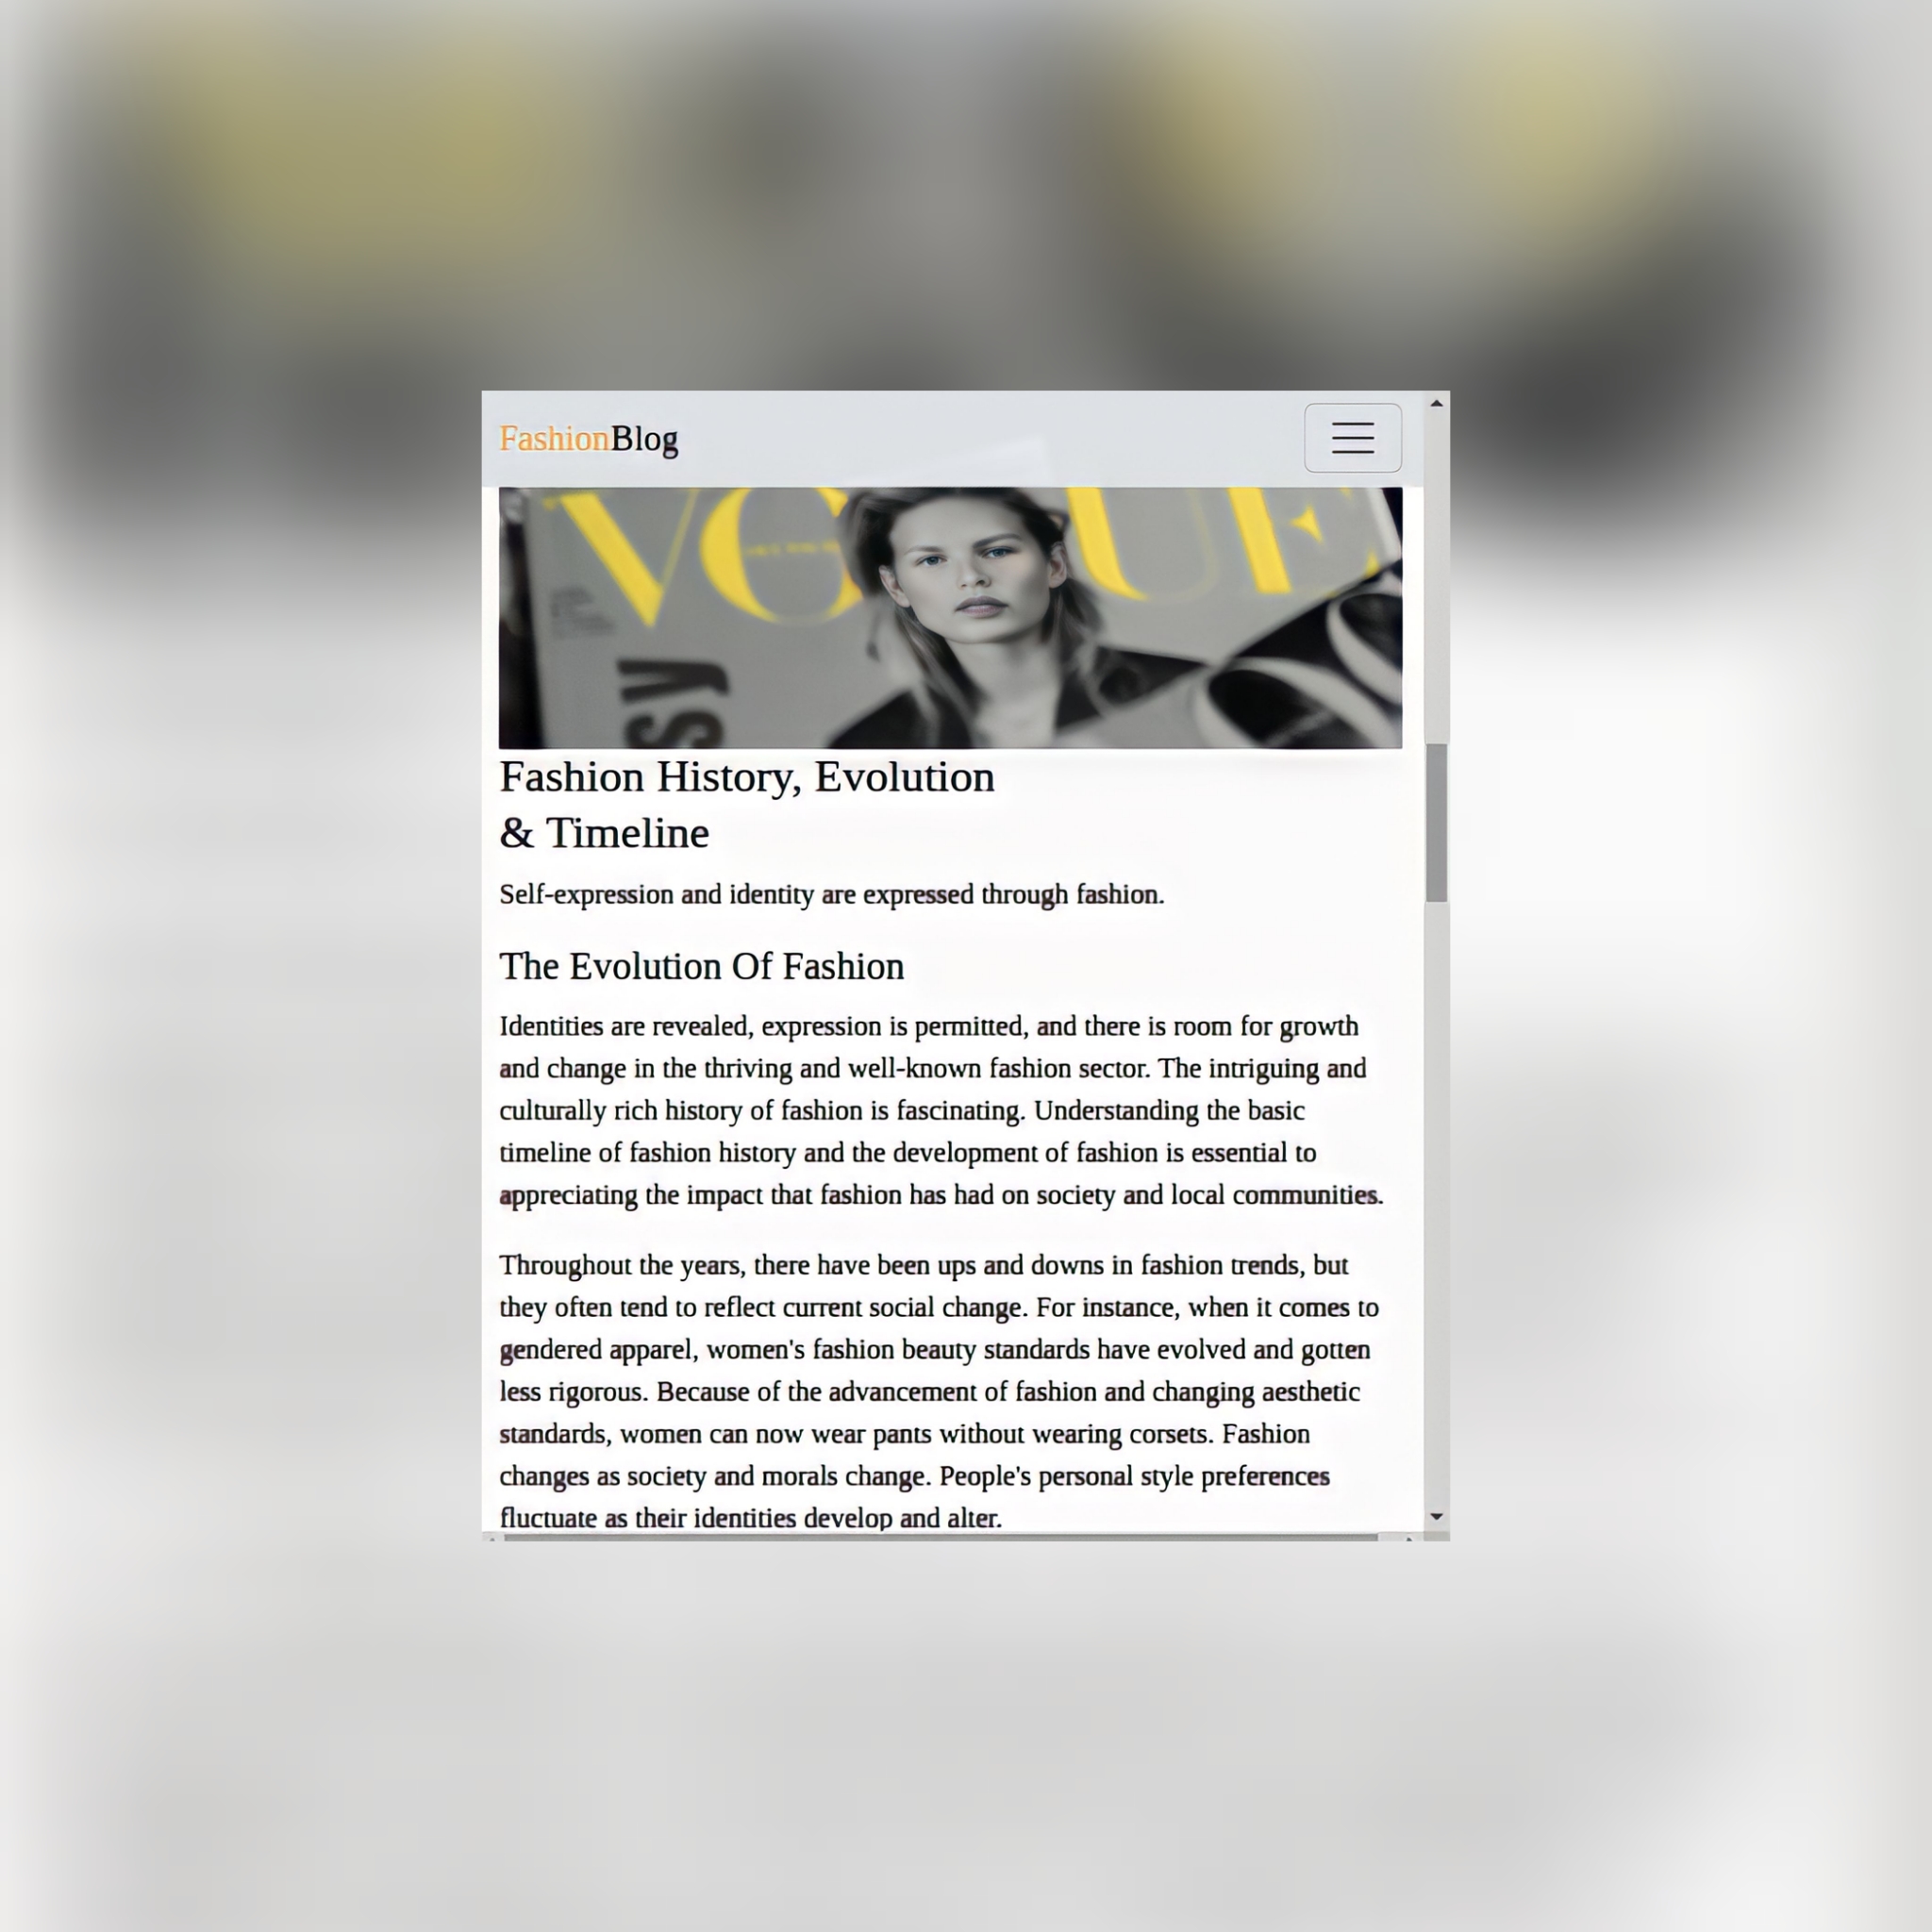 FashionBlog
VOGUE
SY
Fashion History, Evolution
& Timeline
Self-expression and identity are expressed through fashion.
The Evolution Of Fashion
Identities are revealed, expression is permitted, and there is room for growth
and change in the thriving and well-known fashion sector. The intriguing and
culturally rich history of fashion is fascinating. Understanding the basic
timeline of fashion history and the development of fashion is essential to
appreciating the impact that fashion has had on society and local communities.
Throughout the years, there have been ups and downs in fashion trends, but
they often tend to reflect current social change. For instance, when it comes to
gendered apparel, women's fashion beauty standards have evolved and gotten
less rigorous. Because of the advancement of fashion and changing aesthetic
standards, women can now wear pants without wearing corsets. Fashion
changes as society and morals change. People's personal style preferences
fluctuate as their identities develop and alter.